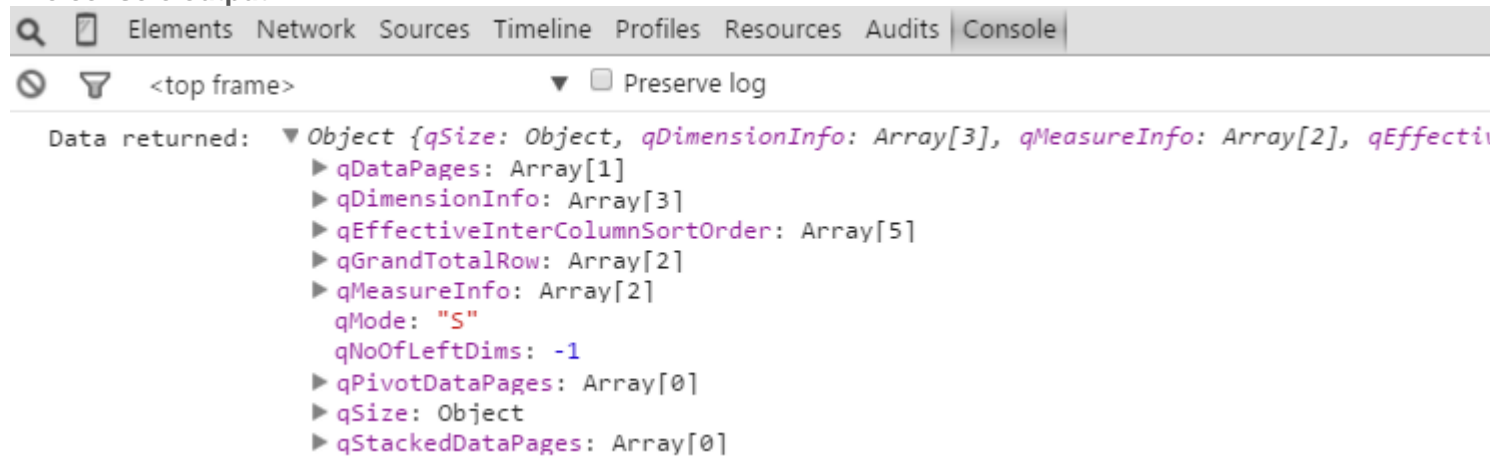 Elements Network Sources Timeline Profiles Resources Audits Console
<top frame> ▼ Preserve log
Data returned: ▼Object {qSize: Object, qDimensionInfo: Array[3], qMeasureInfo: Array[2], qEffectiv
▶ qDataPages: Array[1]
▶ qDimensionInfo: Array[3]
▶ qEffectiveInterColumnSortOrder: Array[5]
▶ qGrandTotalRow: Array[2]
▶ qMeasureInfo: Array[2]
qMode: "S"
qNoOfLeftDims: -1
▶ qPivotDataPages: Array[0]
▶ qSize: Object
▶ qStackedDataPages: Array[0]